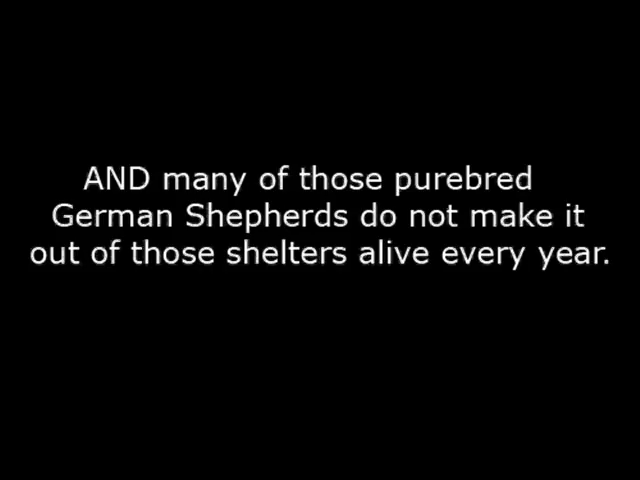 AND many of those purebred
German Shepherds do not make it
out of those shelters alive every year.